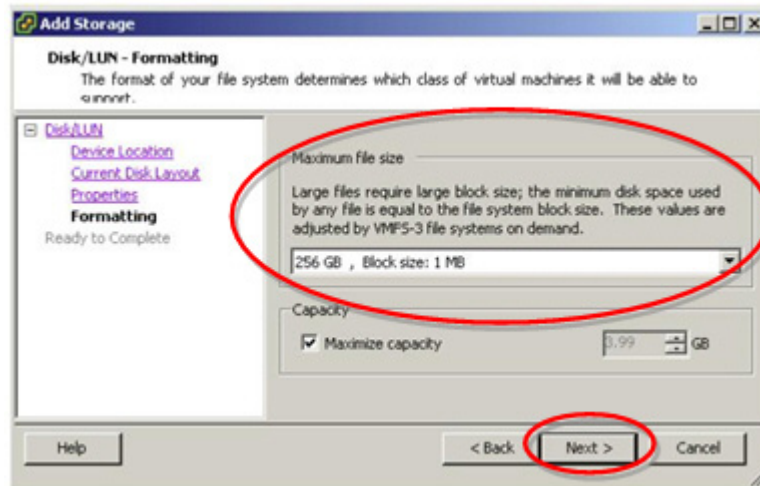 Add Storage
Disk/LUN - Formatting
The format of your file system determines which class of virtual machines it will be able to
support.
Disk/LUN
Device Location
Current Disk Layout
Properties
Formatting
Ready to Complete
Maximum file size
Large files require large block size; the minimum disk space used
by any file is equal to the file system block size. These values are
adjusted by VMFS-3 file systems on demand.
256 GB , Block size: 1 MB
Capacity
Maximize capacity
3.99 GB
Help
< Back
Next >
Cancel